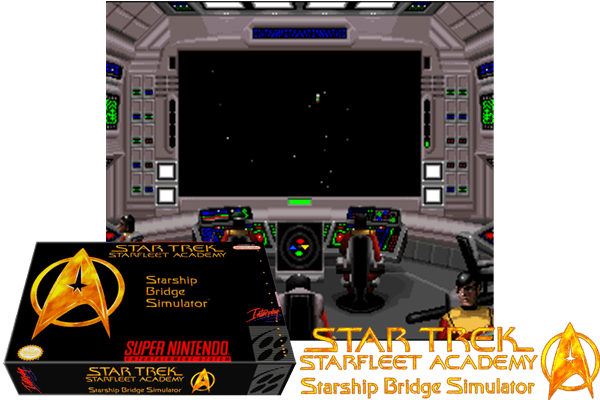 STAR TREK
STARFLEET ACADEMY
Starship
Bridge
Simulator
Interplay
SUPER NINTENDO
ENTERTAINMENT SYSTEM
STAR TREK
STARFLEET ACADEMY
Starship Bridge Simulator
STAR TREK
STARFLEET ACADEMY
Starship Bridge Simulator